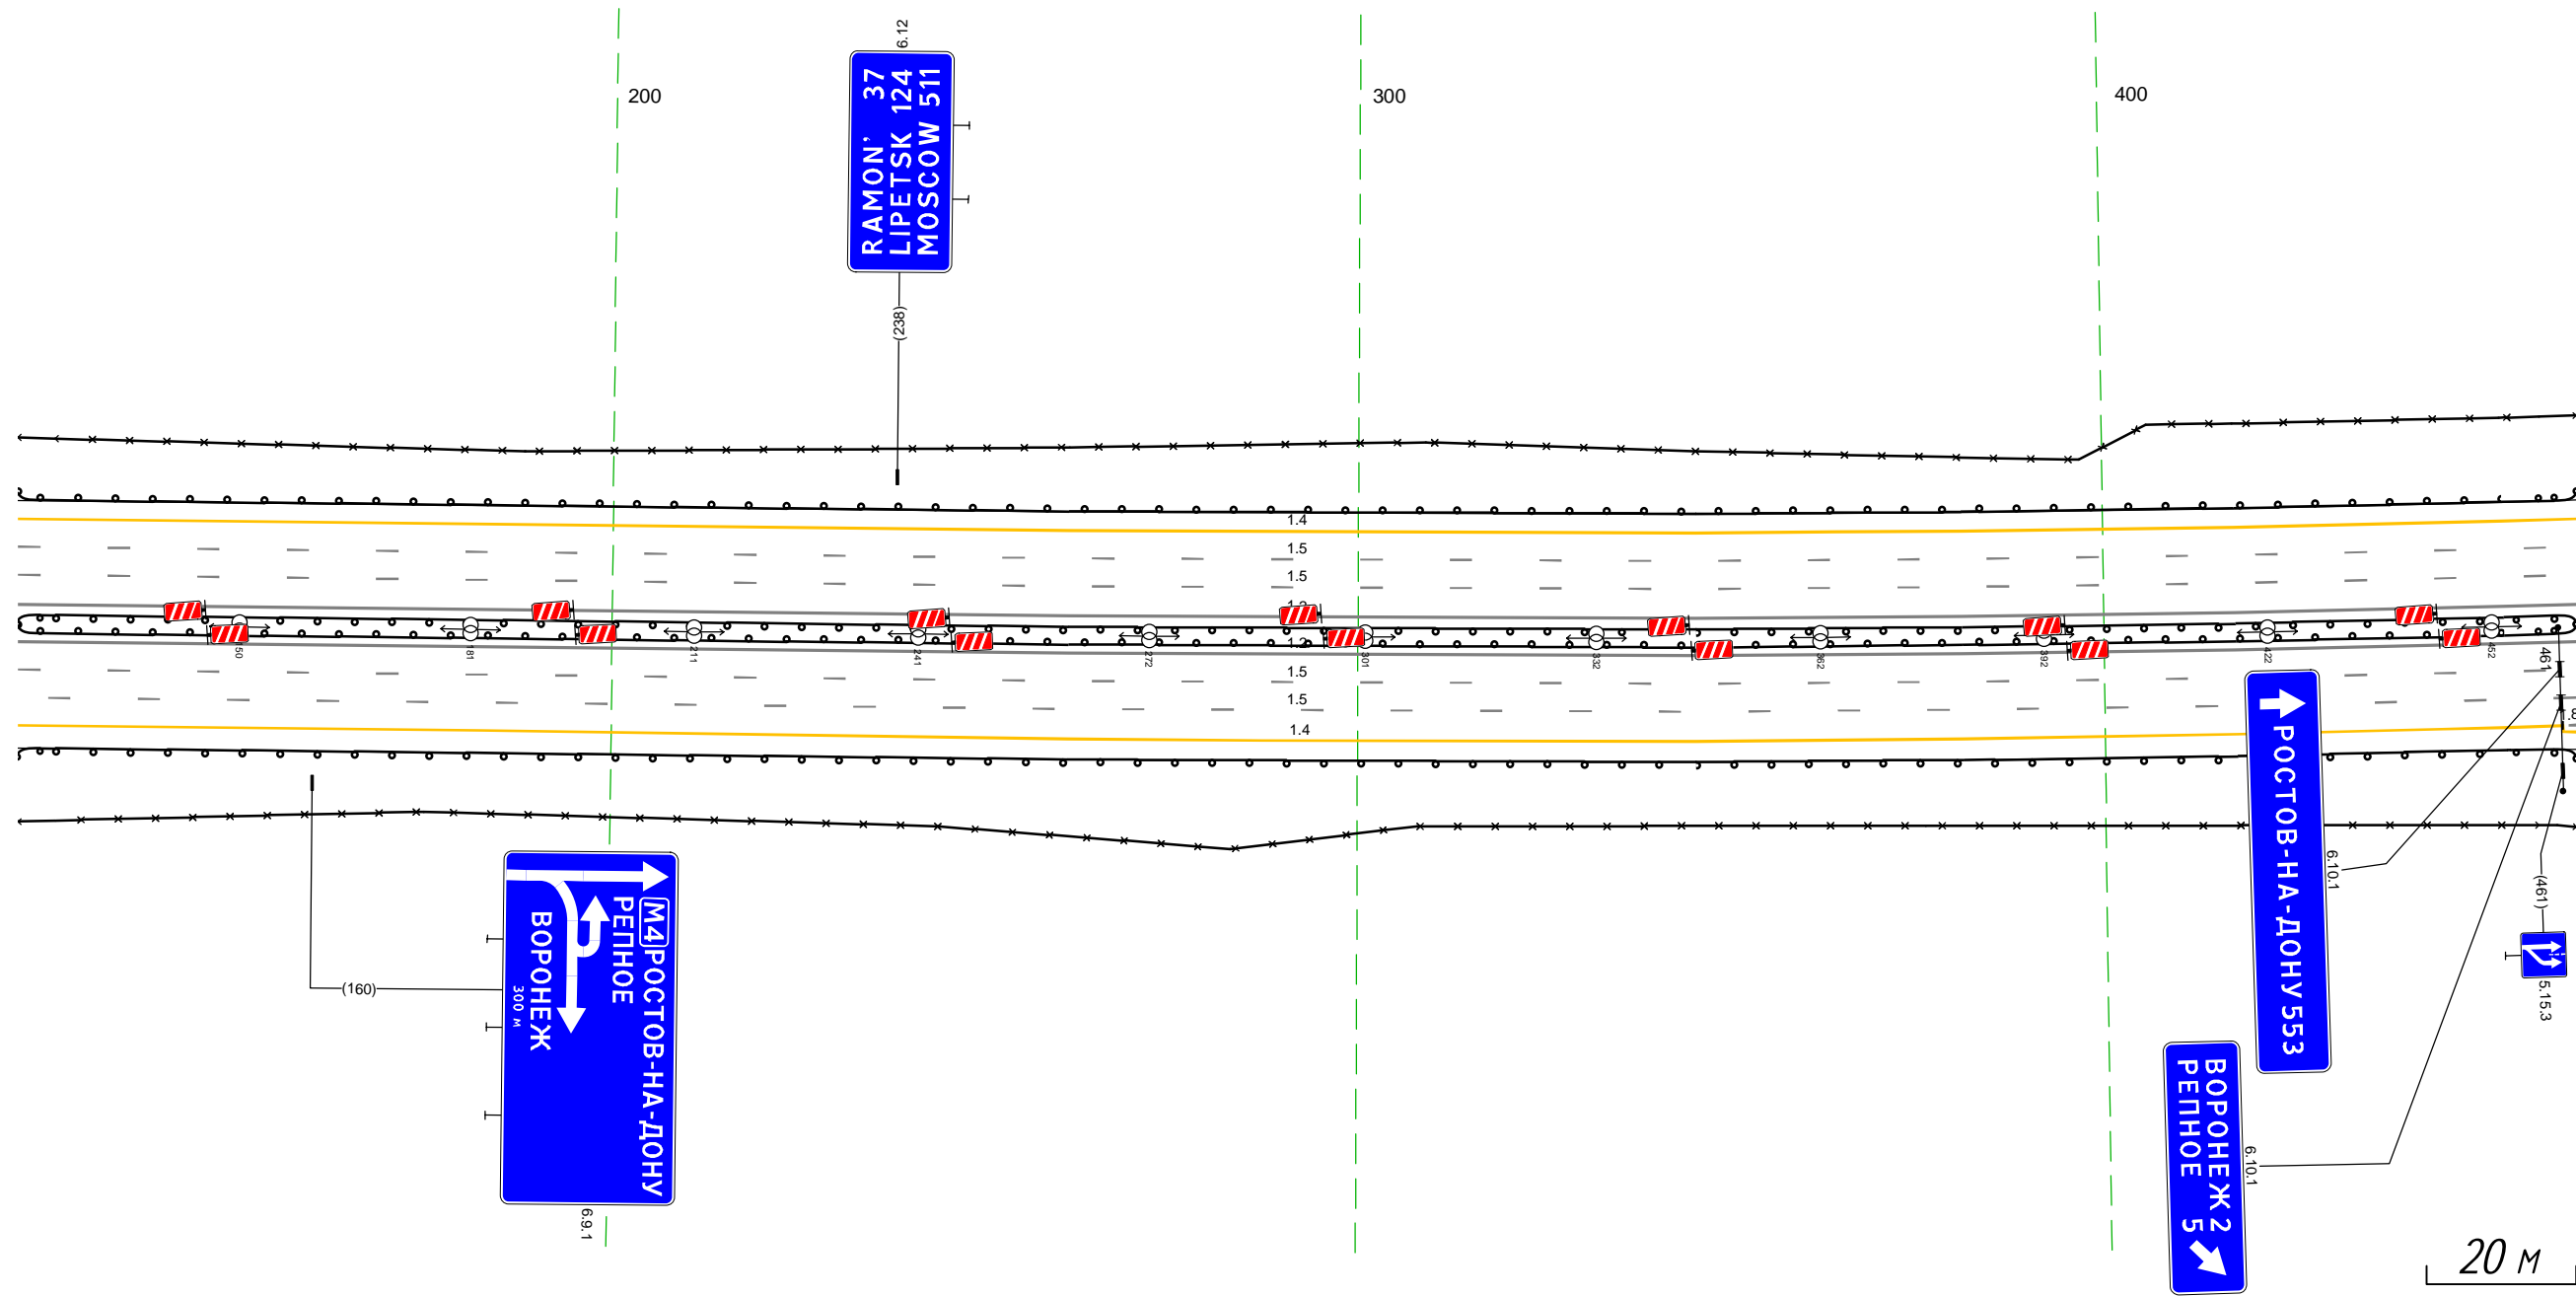 6.12
200
300
400
RAMON' 37
LIPETSK 124
MOSCOW 511
(238)
1.4
1.5
1.5
1.5
1.5
1.4
150
181
211
241
272
301
332
362
392
422
452
461
(160)
M4 РОСТОВ-НА-ДОНУ
РЕПНОЕ
ВОРОНЕЖ
300 м
6.9.1
РОСТОВ-НА-ДОНУ 553
6.10.1
ВОРОНЕЖ 2
РЕПНОЕ 5
6.10.1
(461)
5.15.3
20 м